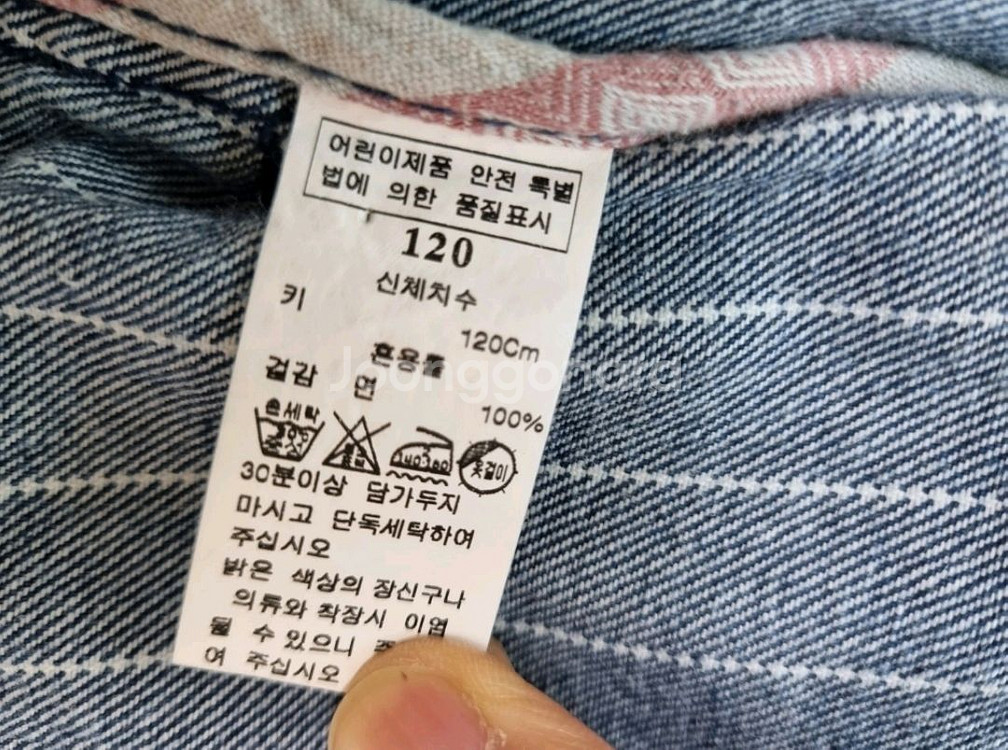 어린이제품 안전 특별
법에 의한 품질표시
120
신체치수
키 120Cm
혼용률
겉감 면 100%
손세탁
옷걸이
30분이상 담가두지
마시고 단독세탁하여
주십시오
밝은 색상의 장신구나
의류와 착장시 이염
될 수 있으니
여 주십시오
Joonggonara